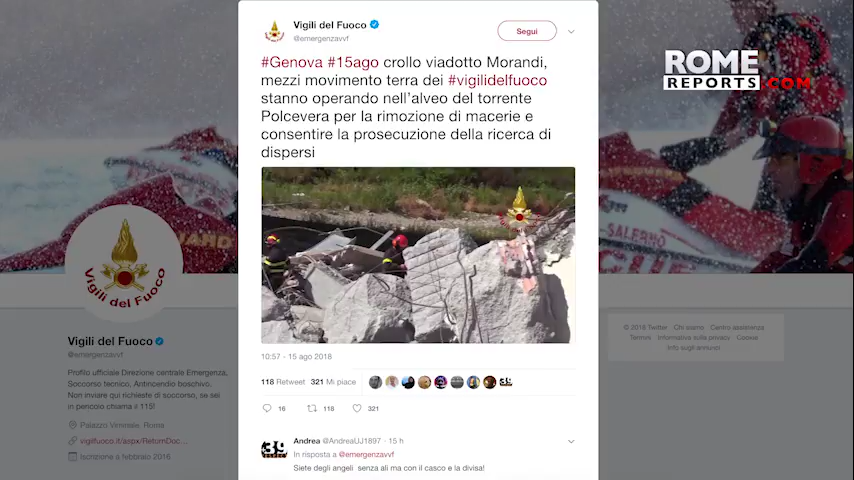 Vigili del Fuoco
@emergenzavvf
Segui
#Genova #15ago crollo viadotto Morandi,
mezzi movimento terra dei #vigilidelfuoco
stanno operando nell'alveo del torrente
Polcevera per la rimozione di macerie e
consentire la prosecuzione della ricerca di
dispersi
10:57 - 15 ago 2018
118 Retweet 321 Mi piace
16 118 321
Andrea @AndreaUJ1897 · 15 h
In risposta a @emergenzavvf
Siete degli angeli senza ali ma con il casco e la divisa!
ROME
REPORTS.COM
SALERNO
Vigili del Fuoco
Vigili del Fuoco
@emergenzavvf
Profilo ufficiale Direzione centrale Emergenza,
Soccorso tecnico, Antincendio boschivo.
Non inviare qui richieste di soccorso, se sei
in pericolo chiama il 115!
Palazzo Viminale, Roma
vigilfuoco.it/aspx/ReturnDoc...
Iscrizione a febbraio 2016
© 2018 Twitter Chi siamo Centro assistenza
Termini Informativa sulla privacy Cookie
Info sugli annunci